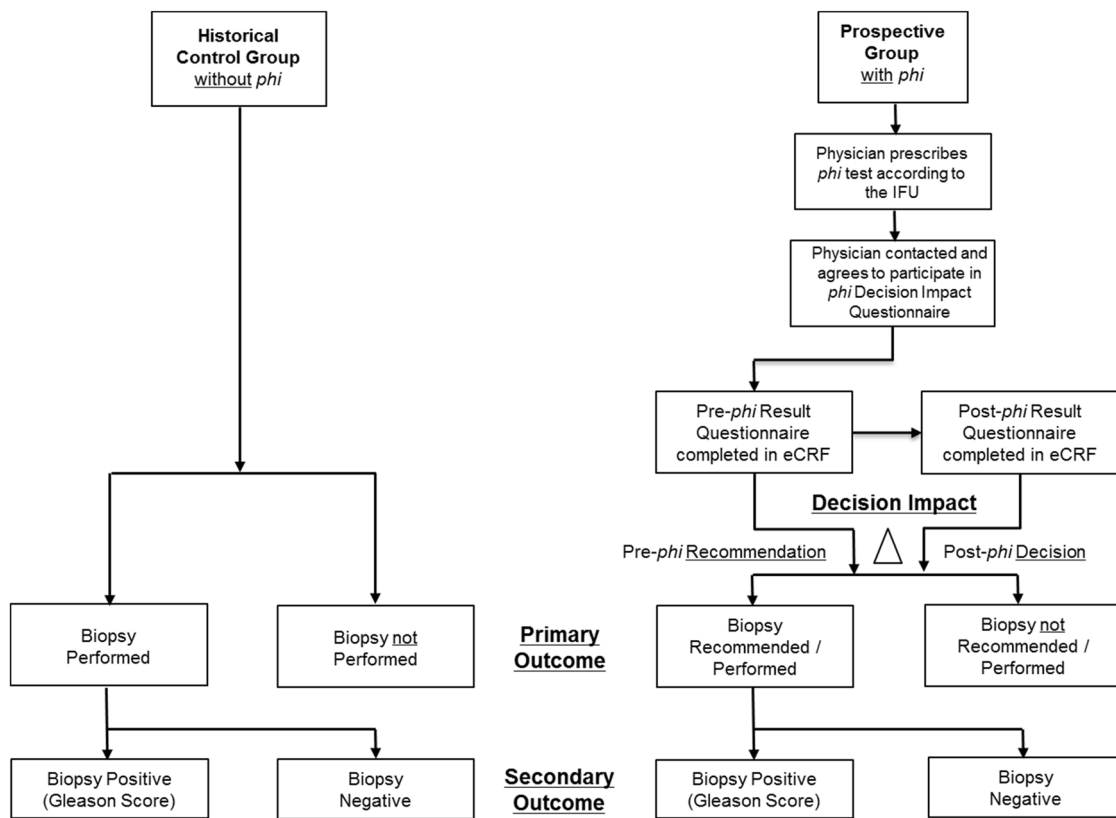 Historical
Control Group
without phi
Prospective
Group
with phi
Physician prescribes
phi test according to
the IFU
Physician contacted and
agrees to participate in
phi Decision Impact
Questionnaire
Pre-phi Result
Questionnaire
completed in eCRF
Post-phi Result
Questionnaire
completed in eCRF
Decision Impact
Pre-phi Recommendation
Post-phi Decision
Biopsy
Performed
Biopsy not
Performed
Primary
Outcome
Biopsy
Recommended /
Performed
Biopsy not
Recommended /
Performed
Biopsy Positive
(Gleason Score)
Biopsy
Negative
Secondary
Outcome
Biopsy Positive
(Gleason Score)
Biopsy
Negative